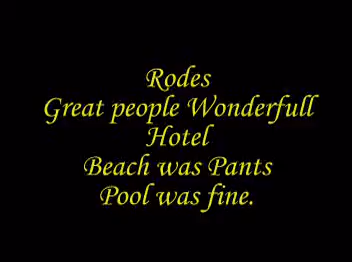 Rodes
Great people Wonderfull
Hotel
Beach was Pants
Pool was fine.